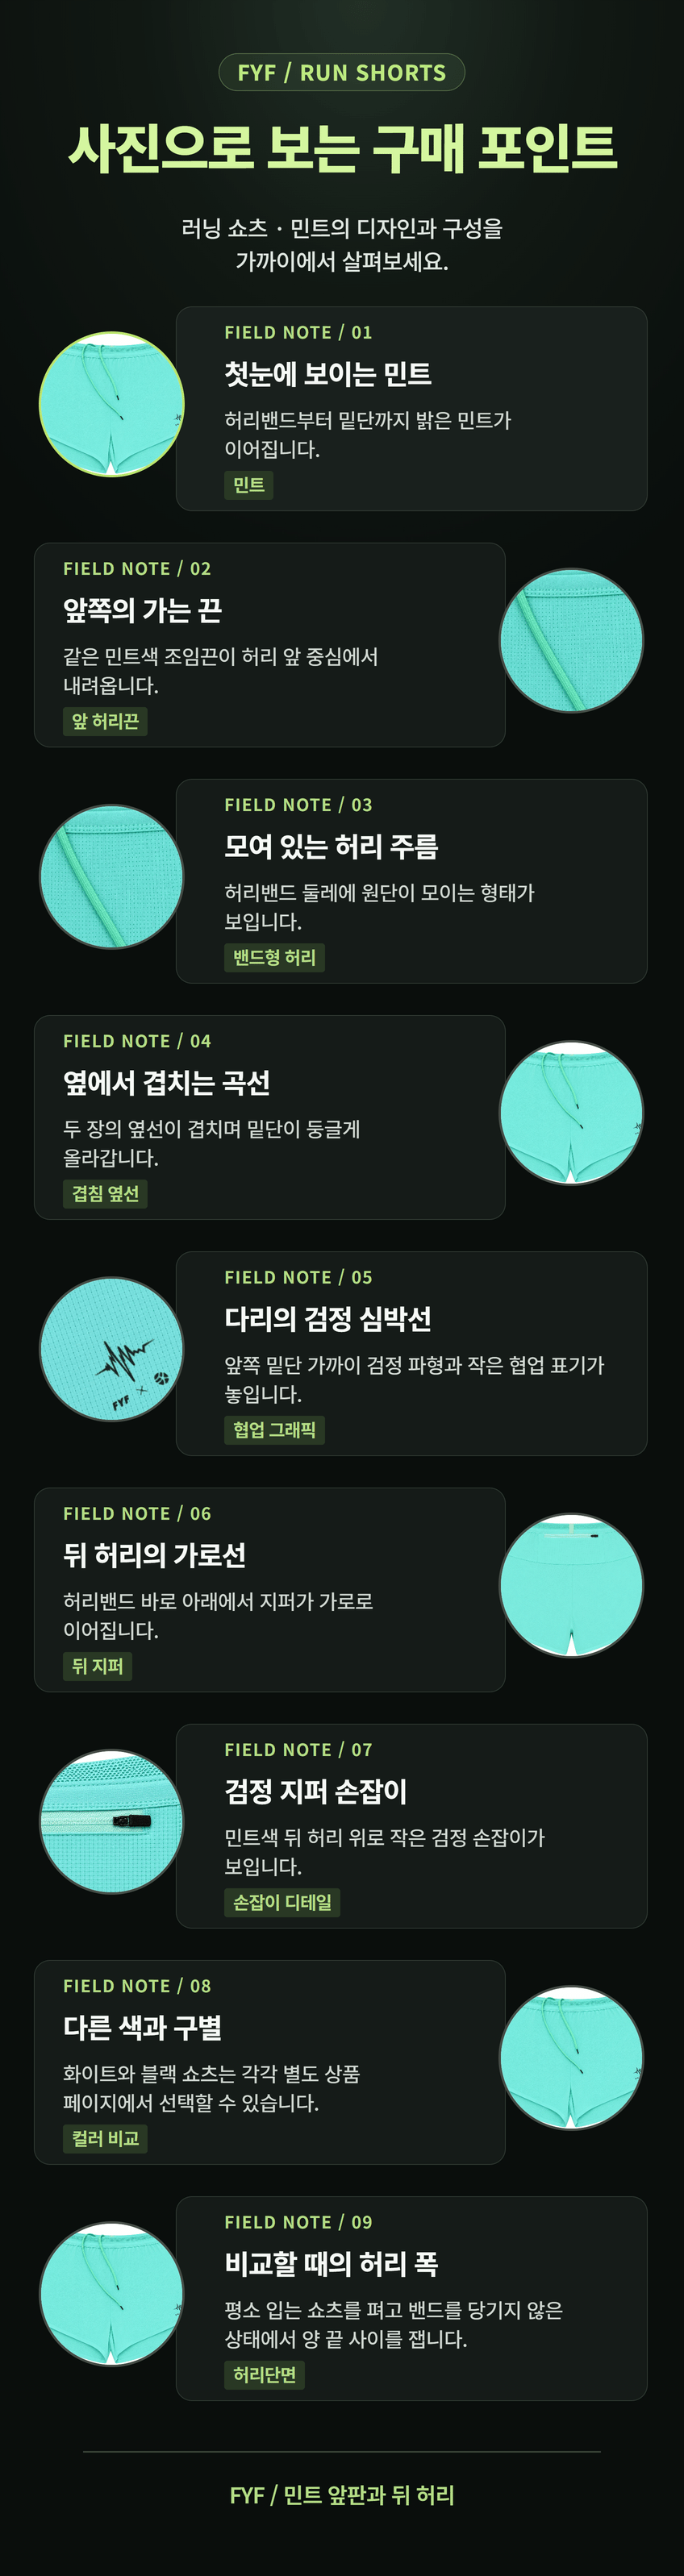 FYF / RUN SHORTS
사진으로 보는 구매 포인트
러닝 쇼츠 · 민트의 디자인과 구성을
가까이에서 살펴보세요.
FIELD NOTE / 01
첫눈에 보이는 민트
허리밴드부터 밑단까지 밝은 민트가
이어집니다.
민트
FIELD NOTE / 02
앞쪽의 가는 끈
같은 민트색 조임끈이 허리 앞 중심에서
내려옵니다.
앞 허리끈
FIELD NOTE / 03
모여 있는 허리 주름
허리밴드 둘레에 원단이 모이는 형태가
보입니다.
밴드형 허리
FIELD NOTE / 04
옆에서 겹치는 곡선
두 장의 옆선이 겹치며 밑단이 둥글게
올라갑니다.
겹침 옆선
FIELD NOTE / 05
다리의 검정 심박선
앞쪽 밑단 가까이 검정 파형과 작은 협업 표기가
놓입니다.
협업 그래픽
FYF ×
FIELD NOTE / 06
뒤 허리의 가로선
허리밴드 바로 아래에서 지퍼가 가로로
이어집니다.
뒤 지퍼
FIELD NOTE / 07
검정 지퍼 손잡이
민트색 뒤 허리 위로 작은 검정 손잡이가
보입니다.
손잡이 디테일
FIELD NOTE / 08
다른 색과 구별
화이트와 블랙 쇼츠는 각각 별도 상품
페이지에서 선택할 수 있습니다.
컬러 비교
FIELD NOTE / 09
비교할 때의 허리 폭
평소 입는 쇼츠를 펴고 밴드를 당기지 않은
상태에서 양 끝 사이를 잽니다.
허리단면
FYF / 민트 앞판과 뒤 허리